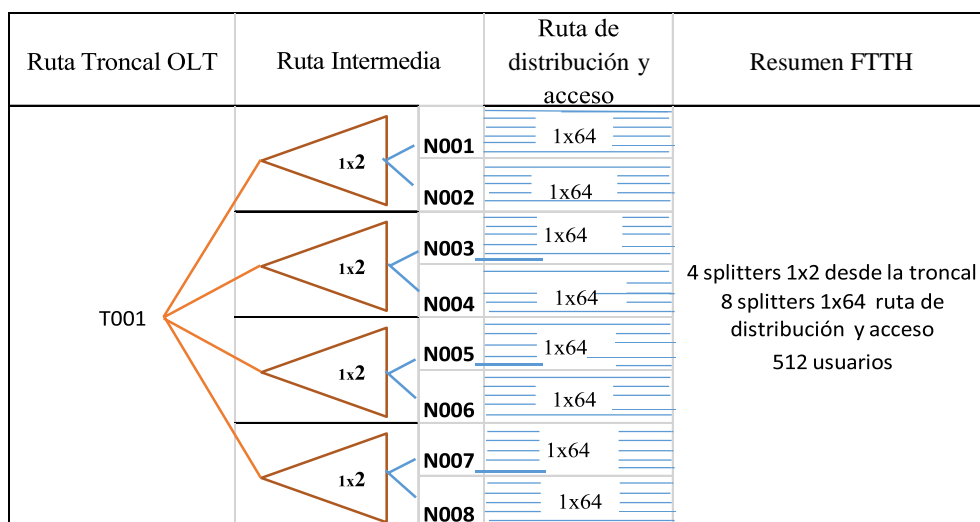 Ruta Troncal OLT
Ruta Intermedia
Ruta de
distribución y
acceso
Resumen FTTH
T001
1x2
N001
1x64
N002
1x64
1x2
N003
1x64
N004
1x64
1x2
N005
1x64
N006
1x64
1x2
N007
1x64
N008
1x64
4 splitters 1x2 desde la troncal
8 splitters 1x64 ruta de
distribución y acceso
512 usuarios